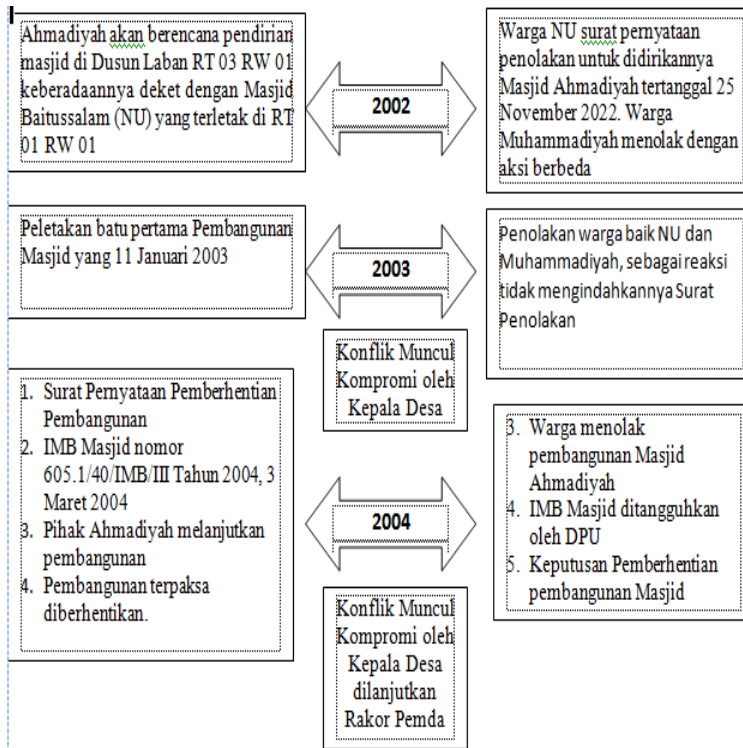 Ahmadiyah akan berencana pendirian
masjid di Dusun Laban RT 03 RW 01
keberadaannya deket dengan Masjid
Baitussalam (NU) yang terletak di RT
01 RW 01
2002
Warga NU surat pernyataan
penolakan untuk didirikannya
Masjid Ahmadiyah tertanggal 25
November 2022. Warga
Muhammadiyah menolak dengan
aksi berbeda
Peletakan batu pertama Pembangunan
Masjid yang 11 Januari 2003
2003
Penolakan warga baik NU dan
Muhammadiyah, sebagai reaksi
tidak mengindahkannya Surat
Penolakan
Konflik Muncul
Kompromi oleh
Kepala Desa
1. Surat Pernyataan Pemberhentian
Pembangunan
2. IMB Masjid nomor
605.1/40/IMB/III Tahun 2004, 3
Maret 2004
3. Pihak Ahmadiyah melanjutkan
pembangunan
4. Pembangunan terpaksa
diberhentikan.
2004
3. Warga menolak
pembangunan Masjid
Ahmadiyah
4. IMB Masjid ditangguhkan
oleh DPU
5. Keputusan Pemberhentian
pembangunan Masjid
Konflik Muncul
Kompromi oleh
Kepala Desa
dilanjutkan
Rakor Pemda